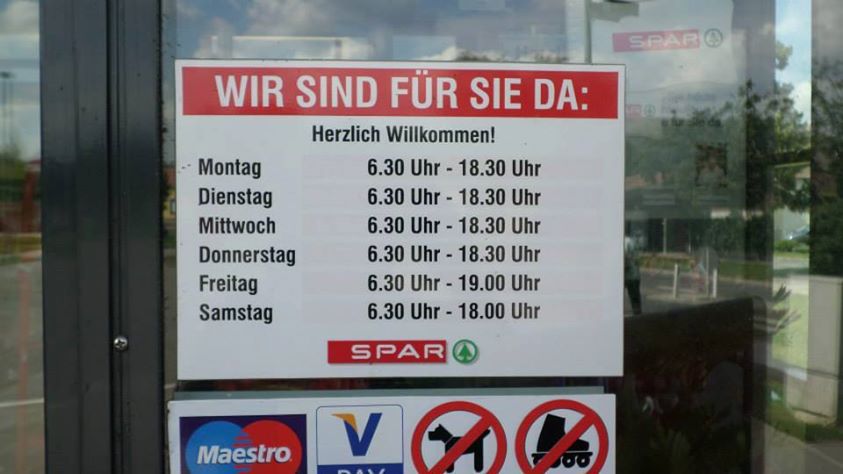 SPAR
WIR SIND FÜR SIE DA:
Herzlich Willkommen!
Montag 6.30 Uhr - 18.30 Uhr
Dienstag 6.30 Uhr - 18.30 Uhr
Mittwoch 6.30 Uhr - 18.30 Uhr
Donnerstag 6.30 Uhr - 18.30 Uhr
Freitag 6.30 Uhr - 19.00 Uhr
Samstag 6.30 Uhr - 18.00 Uhr
SPAR
Maestro
V
PAY